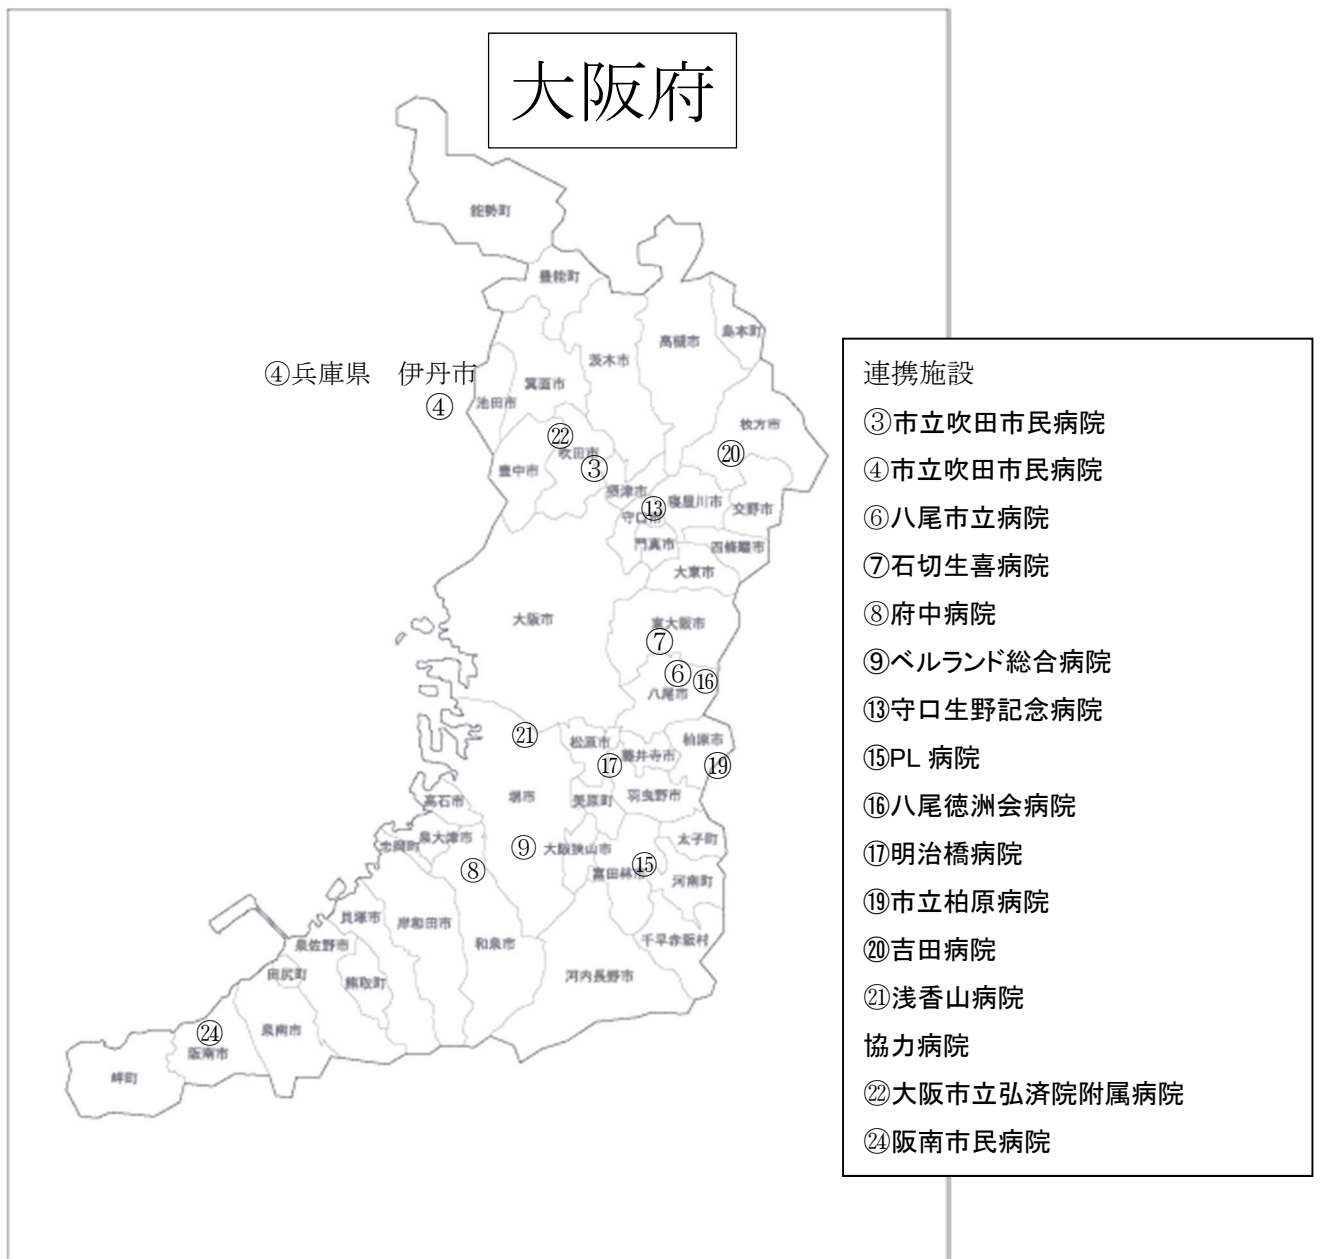 大阪府
能勢町
豊能町
島本町
高槻市
茨木市
④兵庫県　伊丹市
箕面市
池田市
④
枚方市
㉒
吹田市
⑳
豊中市
③
摂津市
寝屋川市
交野市
⑬
守口市
門真市
四條畷市
大東市
大阪市
東大阪市
⑦
⑥
⑯
八尾市
㉑
松原市
柏原市
藤井寺市
⑰
⑲
高石市
堺市
美原町
羽曳野市
泉大津市
忠岡町
太子町
⑨
大阪狭山市
⑧
富田林市
⑮
河南町
貝塚市
岸和田市
泉佐野市
和泉市
千早赤阪村
田尻町
熊取町
河内長野市
㉔
泉南市
阪南市
岬町
連携施設
③市立吹田市民病院
④市立吹田市民病院
⑥八尾市立病院
⑦石切生喜病院
⑧府中病院
⑨ベルランド総合病院
⑬守口生野記念病院
⑮PL 病院
⑯八尾徳洲会病院
⑰明治橋病院
⑲市立柏原病院
⑳吉田病院
㉑浅香山病院
協力病院
㉒大阪市立弘済院附属病院
㉔阪南市民病院